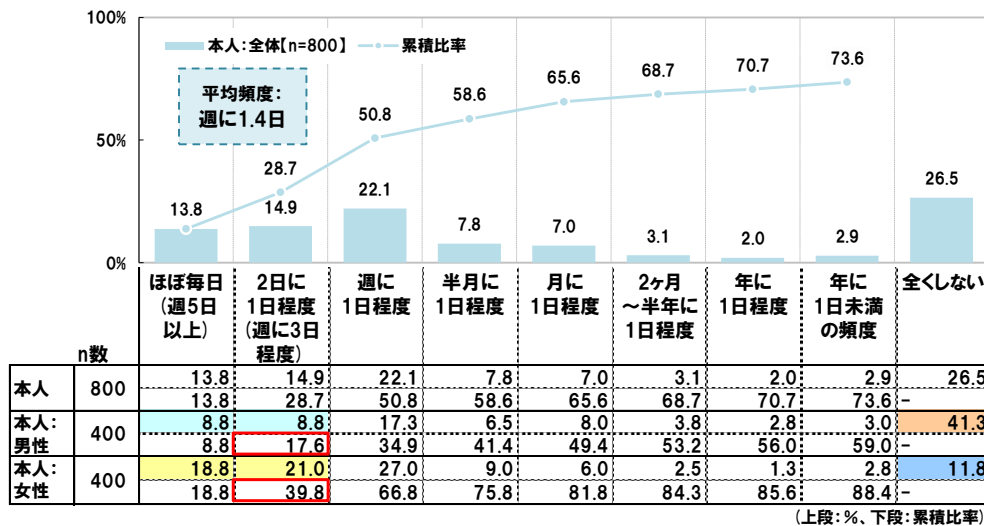 100%
本人：全体【n=800】 累積比率
平均頻度：
週に1.4日
50%
0%
13.8 28.7 50.8 58.6 65.6 68.7 70.7 73.6
14.9 22.1 7.8 7.0 3.1 2.0 2.9 26.5
ほぼ毎日
（週5日
以上）
2日に
1日程度
（週に3日
程度）
週に
1日程度
半月に
1日程度
月に
1日程度
2ヶ月
～半年に
1日程度
年に
1日程度
年に
1日未満
の頻度
全くしない
n数
本人 800 13.8 14.9 22.1 7.8 7.0 3.1 2.0 2.9 26.5
13.8 28.7 50.8 58.6 65.6 68.7 70.7 73.6 -
本人：
男性 400 8.8 8.8 17.3 6.5 8.0 3.8 2.8 3.0 41.3
8.8 17.6 34.9 41.4 49.4 53.2 56.0 59.0 -
本人：
女性 400 18.8 21.0 27.0 9.0 6.0 2.5 1.3 2.8 11.8
18.8 39.8 66.8 75.8 81.8 84.3 85.6 88.4 -
（上段：％、下段：累積比率）